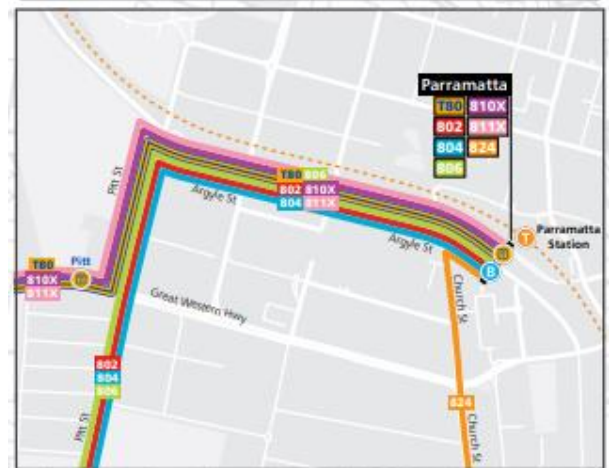 Parramatta
T80 810X
802 811X
804 824
806
Pitt St
T80 806
802 810X
804 811X
Argyle St
Argyle St
T
Parramatta
Station
B
T80
Pitt
810X
811X
Church St
Great Western Hwy
802
804
806
824
Pitt St
Church St